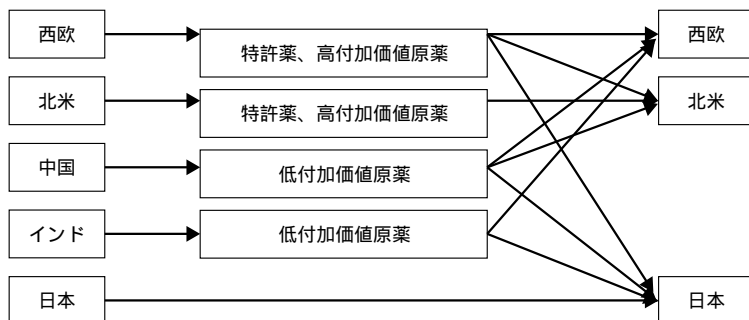 西欧
特許薬、高付加価値原薬
西欧
北米
特許薬、高付加価値原薬
北米
中国
低付加価値原薬
インド
低付加価値原薬
日本
日本